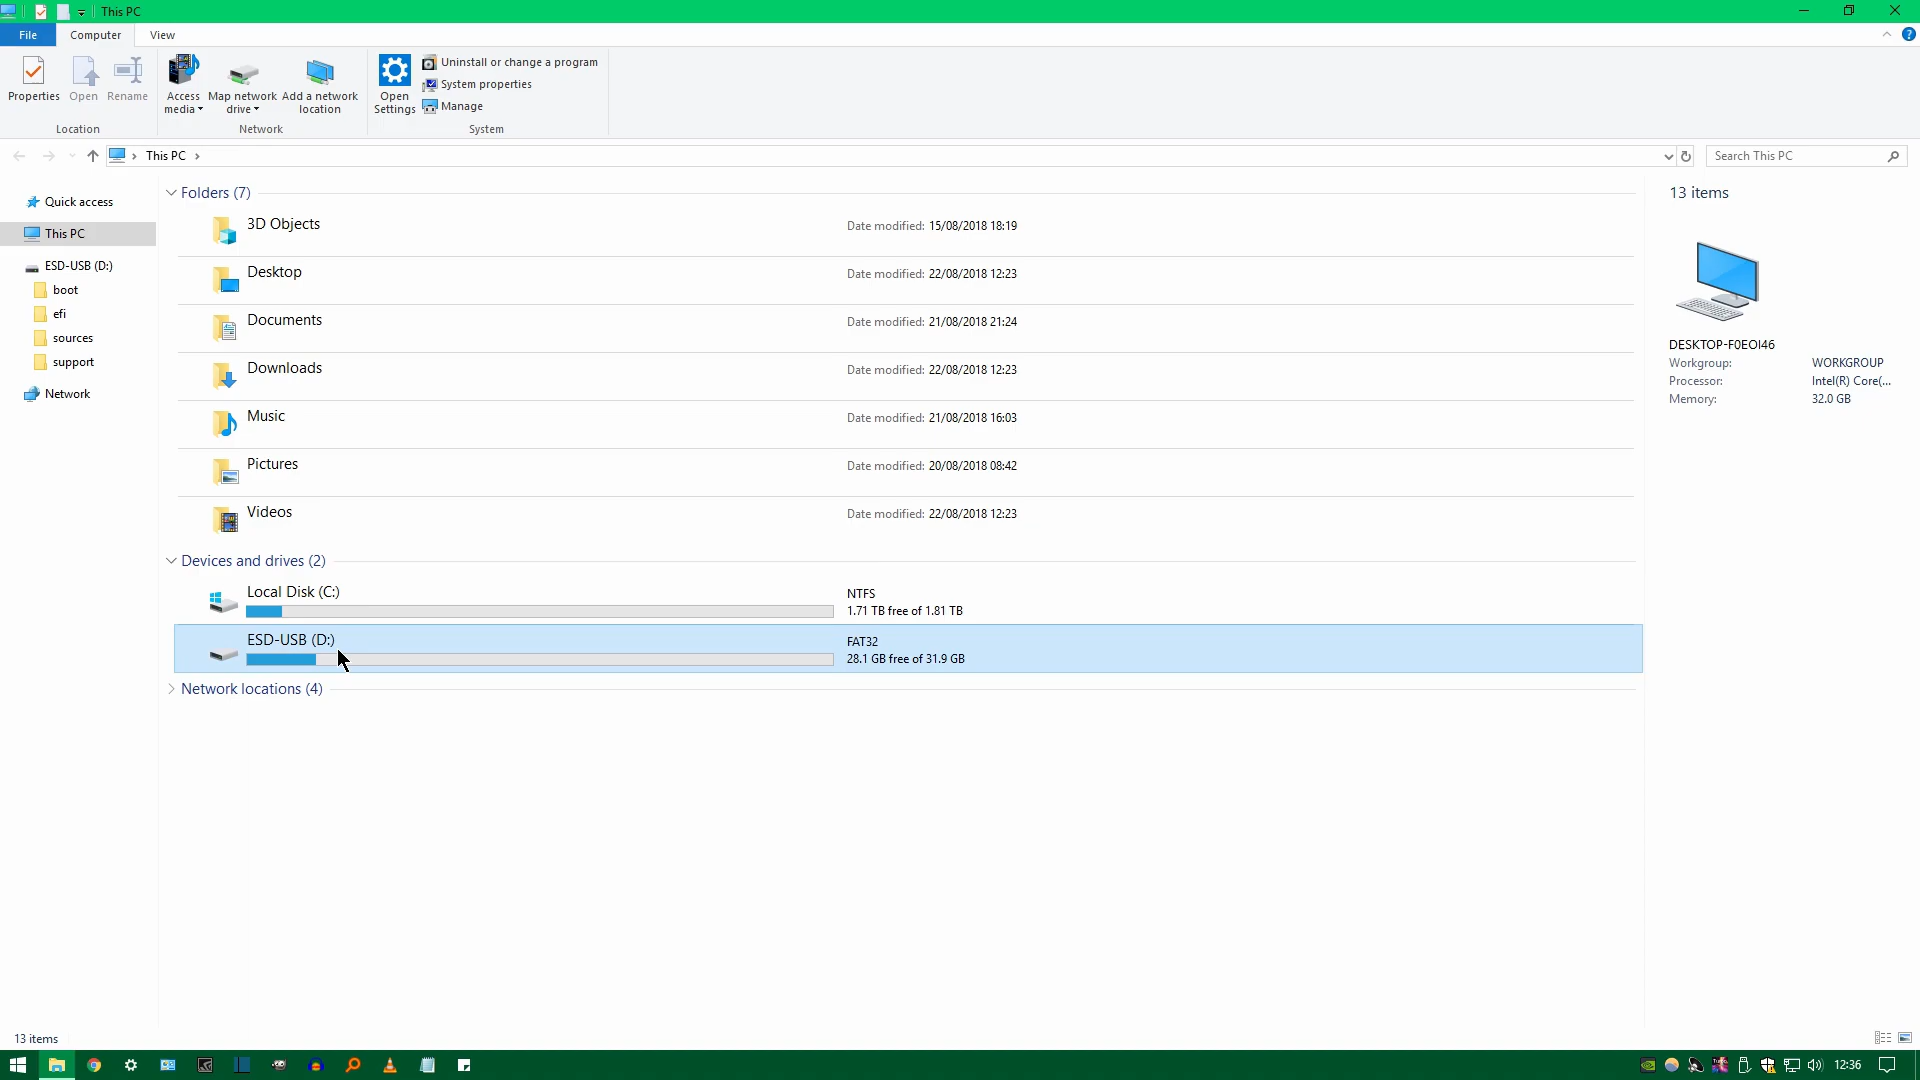 This PC
File
Computer
View
Properties
Open
Rename
Access media
Map network drive
Add a network location
Open Settings
Uninstall or change a program
System properties
Manage
Location
Network
System
This PC
Search This PC
Quick access
This PC
ESD-USB (D:)
boot
efi
sources
support
Network
Folders (7)
3D Objects
Date modified: 15/08/2018 18:19
Desktop
Date modified: 22/08/2018 12:23
Documents
Date modified: 21/08/2018 21:24
Downloads
Date modified: 22/08/2018 12:23
Music
Date modified: 21/08/2018 16:03
Pictures
Date modified: 20/08/2018 08:42
Videos
Date modified: 22/08/2018 12:23
Devices and drives (2)
Local Disk (C:)
NTFS
1.71 TB free of 1.81 TB
ESD-USB (D:)
FAT32
28.1 GB free of 31.9 GB
Network locations (4)
13 items
DESKTOP-F0EOI46
Workgroup: WORKGROUP
Processor: Intel(R) Core(...
Memory: 32.0 GB
13 items
12:36